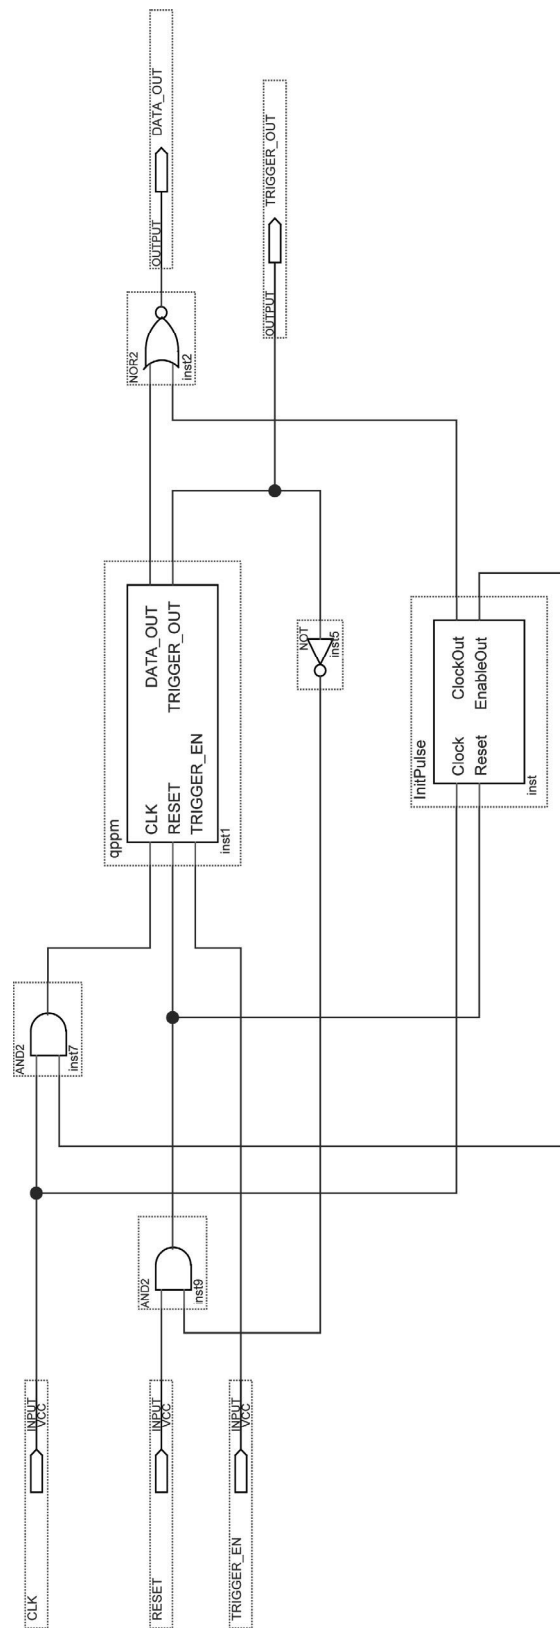 CLK
INPUT
VCC
RESET
INPUT
VCC
TRIGGER_EN
INPUT
VCC
AND2
inst7
AND2
inst9
qppm
CLK
RESET
TRIGGER_EN
DATA_OUT
TRIGGER_OUT
inst1
NOT
inst5
InitPulse
Clock
Reset
ClockOut
EnableOut
inst
NOR2
inst2
OUTPUT
DATA_OUT
OUTPUT
TRIGGER_OUT